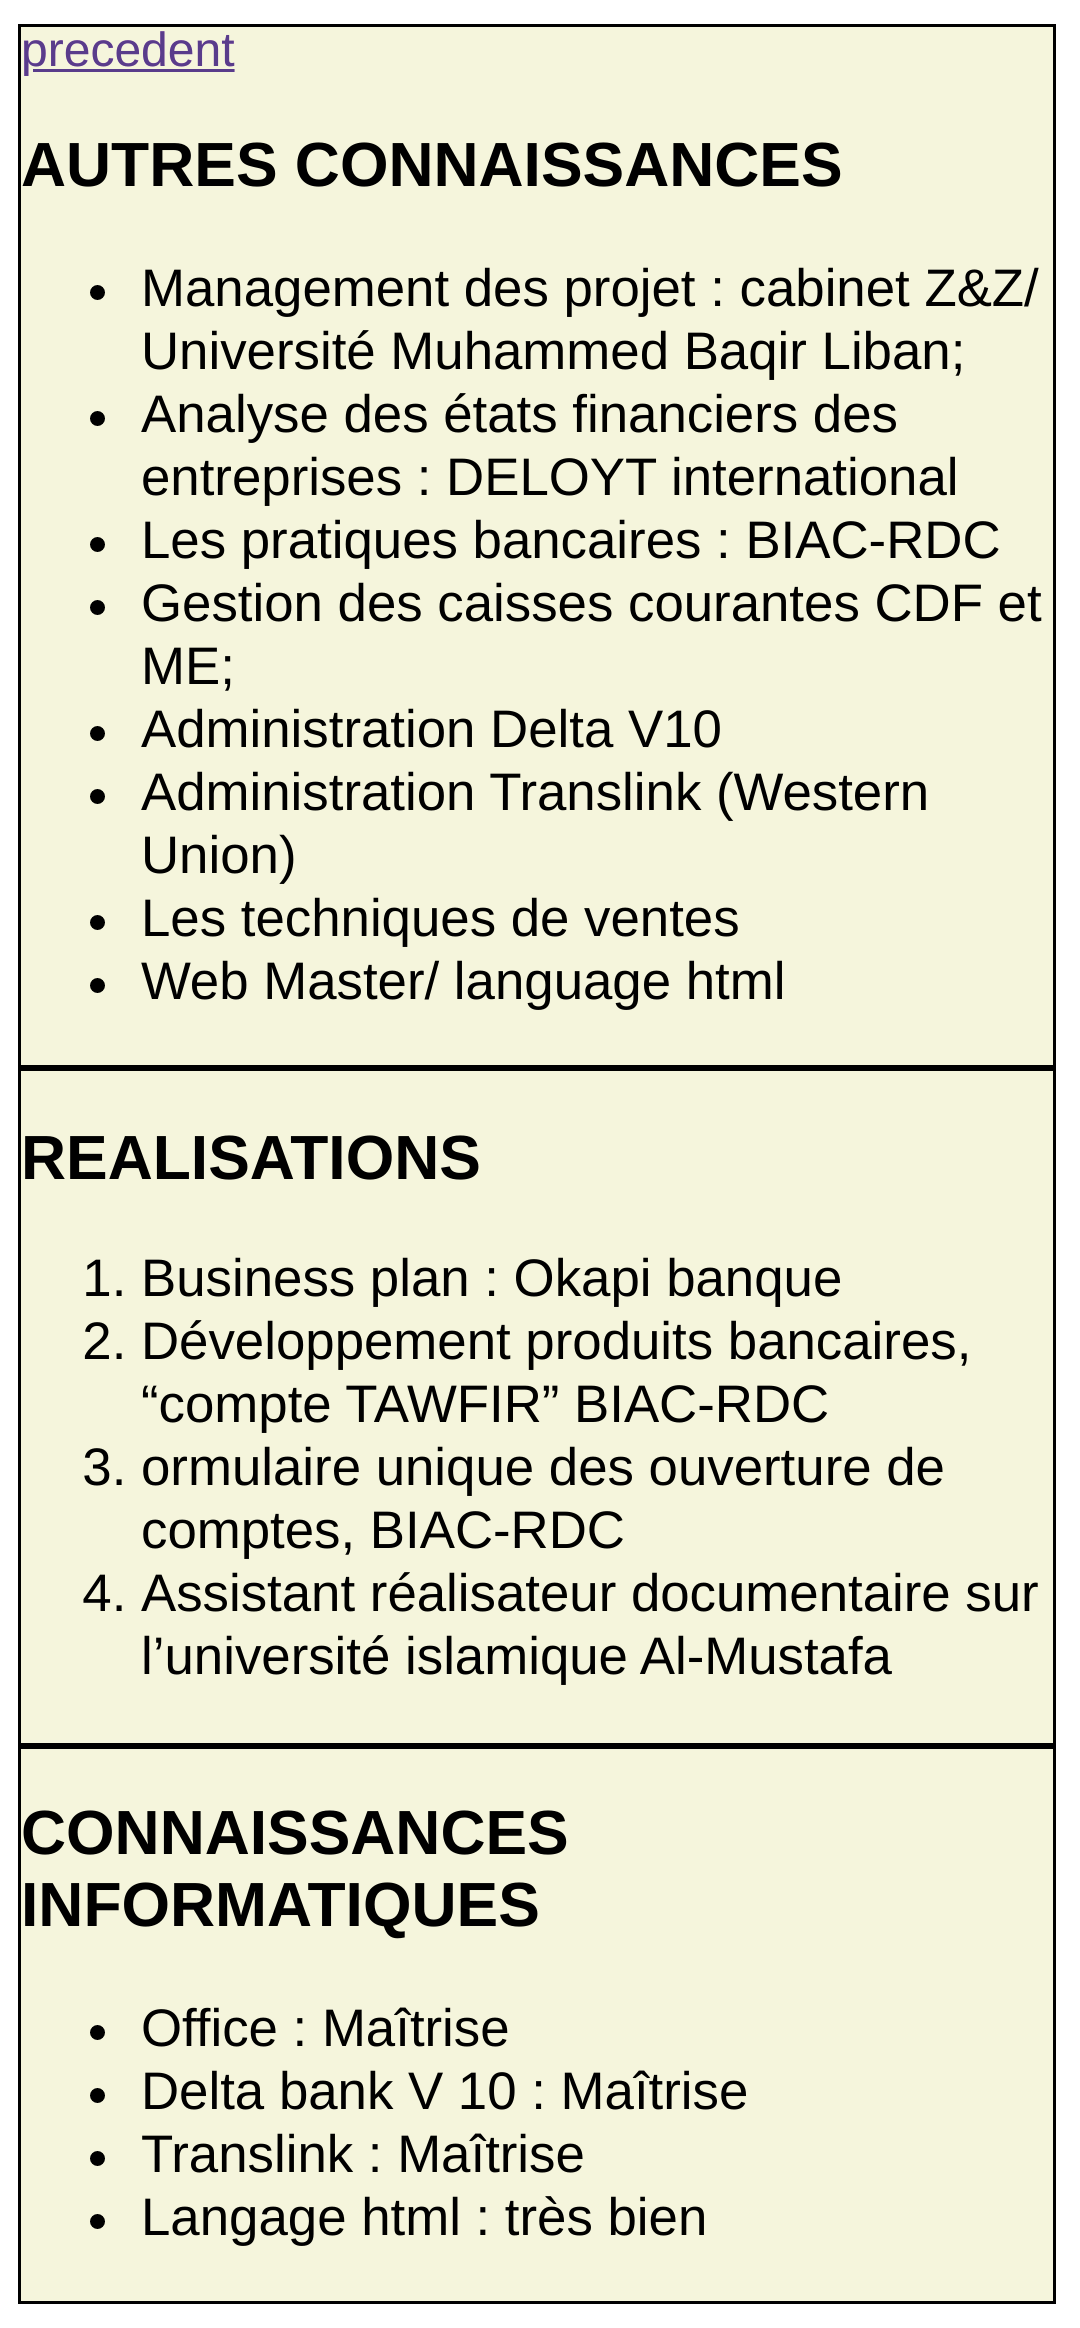 precedent
AUTRES CONNAISSANCES
• Management des projet : cabinet Z&Z/
Université Muhammed Baqir Liban;
• Analyse des états financiers des
entreprises : DELOYT international
• Les pratiques bancaires : BIAC-RDC
• Gestion des caisses courantes CDF et
ME;
• Administration Delta V10
• Administration Translink (Western
Union)
• Les techniques de ventes
• Web Master/ language html
REALISATIONS
1. Business plan : Okapi banque
2. Développement produits bancaires,
“compte TAWFIR” BIAC-RDC
3. ormulaire unique des ouverture de
comptes, BIAC-RDC
4. Assistant réalisateur documentaire sur
l’université islamique Al-Mustafa
CONNAISSANCES
INFORMATIQUES
• Office : Maîtrise
• Delta bank V 10 : Maîtrise
• Translink : Maîtrise
• Langage html : très bien